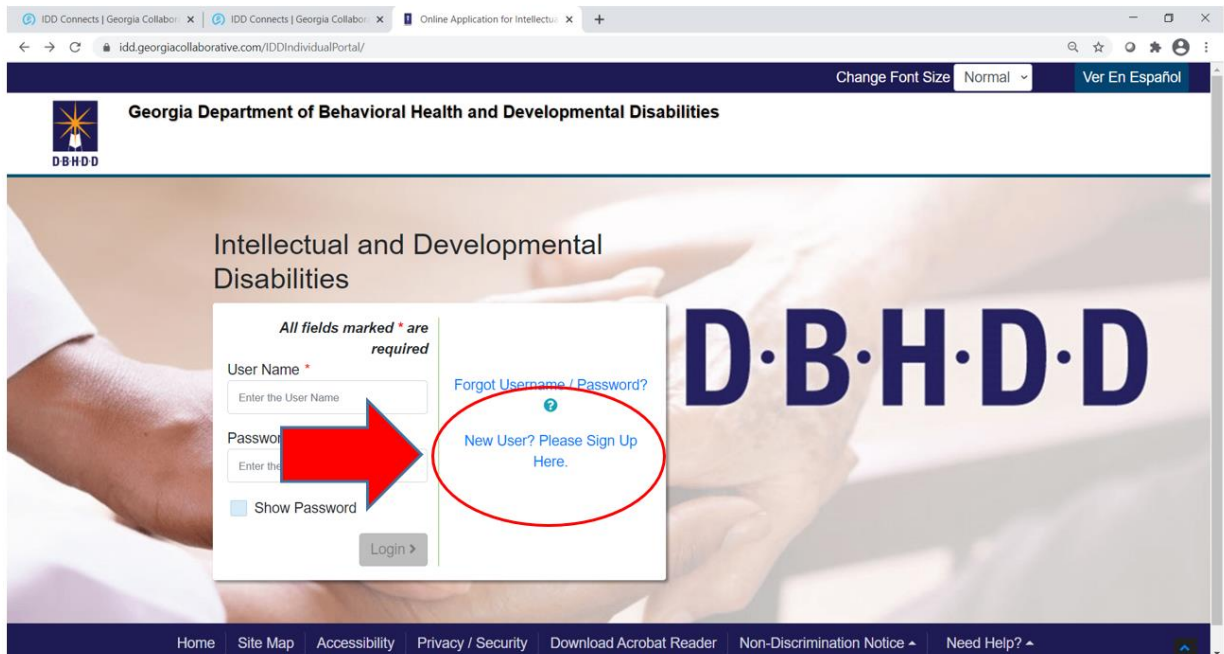 IDD Connects | Georgia Collabor
IDD Connects | Georgia Collabor
Online Application for Intellectua
idd.georgiacollaborative.com/IDDIndividualPortal/
Change Font Size Normal
Ver En Español
D·B·H·D·D
Georgia Department of Behavioral Health and Developmental Disabilities
Intellectual and Developmental
Disabilities
All fields marked * are
required
User Name *
Enter the User Name
Enter the
Show Password
Login >
Forgot Username / Password?
?
New User? Please Sign Up
Here.
D·B·H·D·D
Home
Site Map
Accessibility
Privacy / Security
Download Acrobat Reader
Non-Discrimination Notice
Need Help?